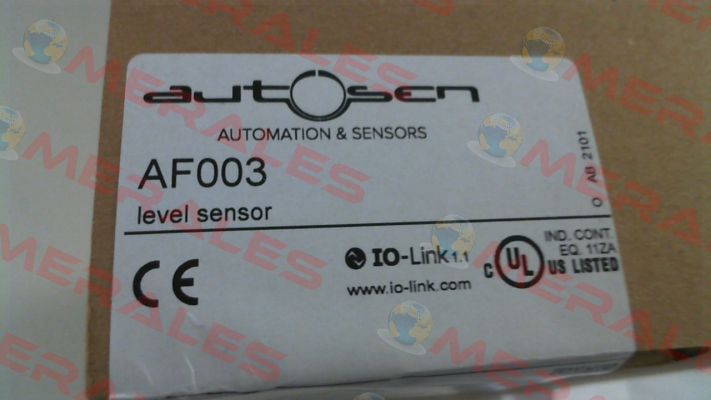 autosen
AUTOMATION & SENSORS
AF003
level sensor
IO-Link 1.1
www.io-link.com
CE
C UL US LISTED
IND. CONT.
EQ. 11ZA
O AB 2101
OMERALES